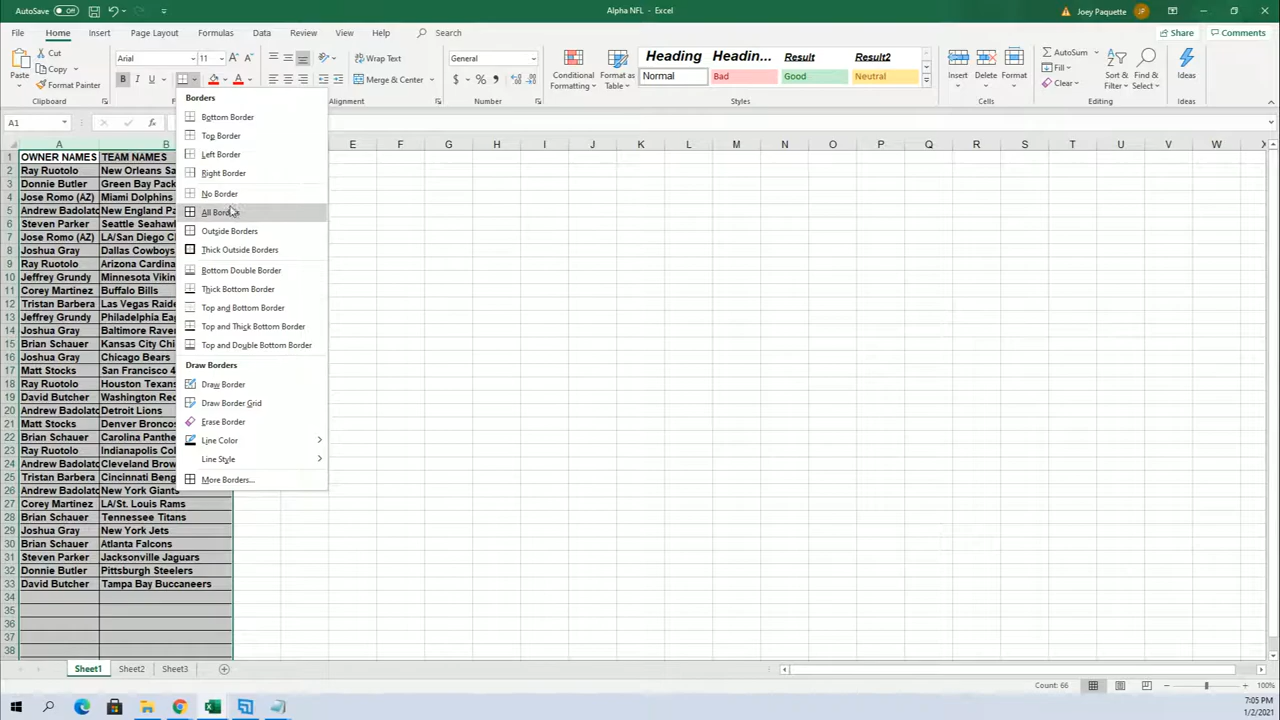 AutoSave Off Alpha NFL - Excel Joey Paquette JP
File Home Insert Page Layout Formulas Data Review View Help Search Share Comments
Paste Cut Copy Format Painter Clipboard
Arial 11 A A B I U A
Wrap Text Merge & Center Alignment
General $ % Number
Conditional Formatting Format as Table
Heading Headin... Result Result2
Normal Bad Good Neutral
Styles
Insert Delete Format Cells
AutoSum Fill Clear Sort & Filter Find & Select Editing
Ideas Ideas
A1 fx
Borders
Bottom Border
Top Border
Left Border
Right Border
No Border
All Borders
Outside Borders
Thick Outside Borders
Bottom Double Border
Thick Bottom Border
Top and Bottom Border
Top and Thick Bottom Border
Top and Double Bottom Border
Draw Borders
Draw Border
Draw Border Grid
Erase Border
Line Color
Line Style
More Borders...
A B E F G H I J K L M N O P Q R S T U V W
1 OWNER NAMES TEAM NAMES
2 Ray Ruotolo New Orleans Sa
3 Donnie Butler Green Bay Pack
4 Jose Romo (AZ) Miami Dolphins
5 Andrew Badolato New England Pa
6 Steven Parker Seattle Seahawk
7 Jose Romo (AZ) LA/San Diego Ch
8 Joshua Gray Dallas Cowboys
9 Ray Ruotolo Arizona Cardina
10 Jeffrey Grundy Minnesota Vikin
11 Corey Martinez Buffalo Bills
12 Tristan Barbera Las Vegas Raide
13 Jeffrey Grundy Philadelphia Eag
14 Joshua Gray Baltimore Raven
15 Brian Schauer Kansas City Chi
16 Joshua Gray Chicago Bears
17 Matt Stocks San Francisco 4
18 Ray Ruotolo Houston Texans
19 David Butcher Washington Red
20 Andrew Badolato Detroit Lions
21 Matt Stocks Denver Broncos
22 Brian Schauer Carolina Panthe
23 Ray Ruotolo Indianapolis Col
24 Andrew Badolato Cleveland Brow
25 Tristan Barbera Cincinnati Beng
26 Andrew Badolato New York Giants
27 Corey Martinez LA/St. Louis Rams
28 Brian Schauer Tennessee Titans
29 Joshua Gray New York Jets
30 Brian Schauer Atlanta Falcons
31 Steven Parker Jacksonville Jaguars
32 Donnie Butler Pittsburgh Steelers
33 David Butcher Tampa Bay Buccaneers
34
35
36
37
38
Sheet1 Sheet2 Sheet3
Count: 66 100%
7:05 PM
1/2/2021